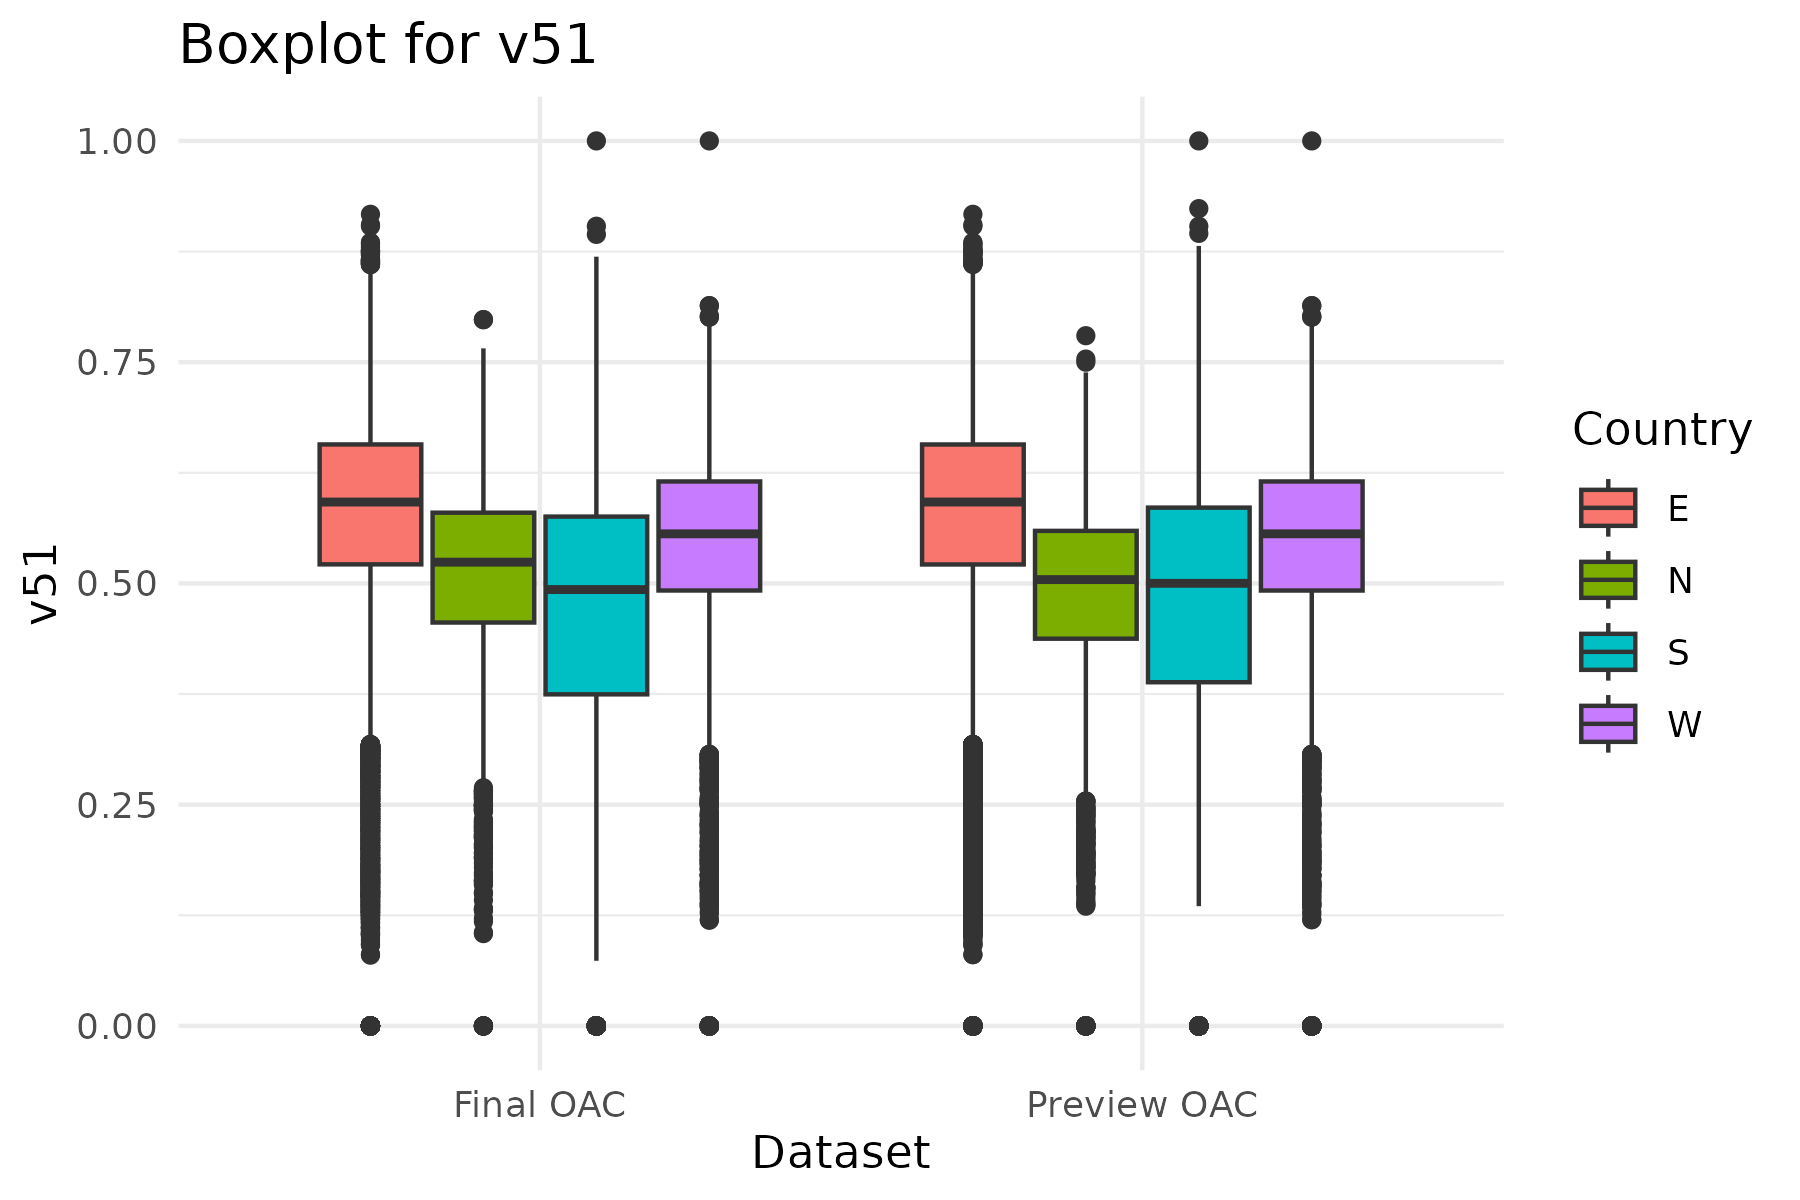 Boxplot for v51
1.00
0.75
0.50
0.25
0.00
v51
Final OAC
Preview OAC
Dataset
Country
E
N
S
W